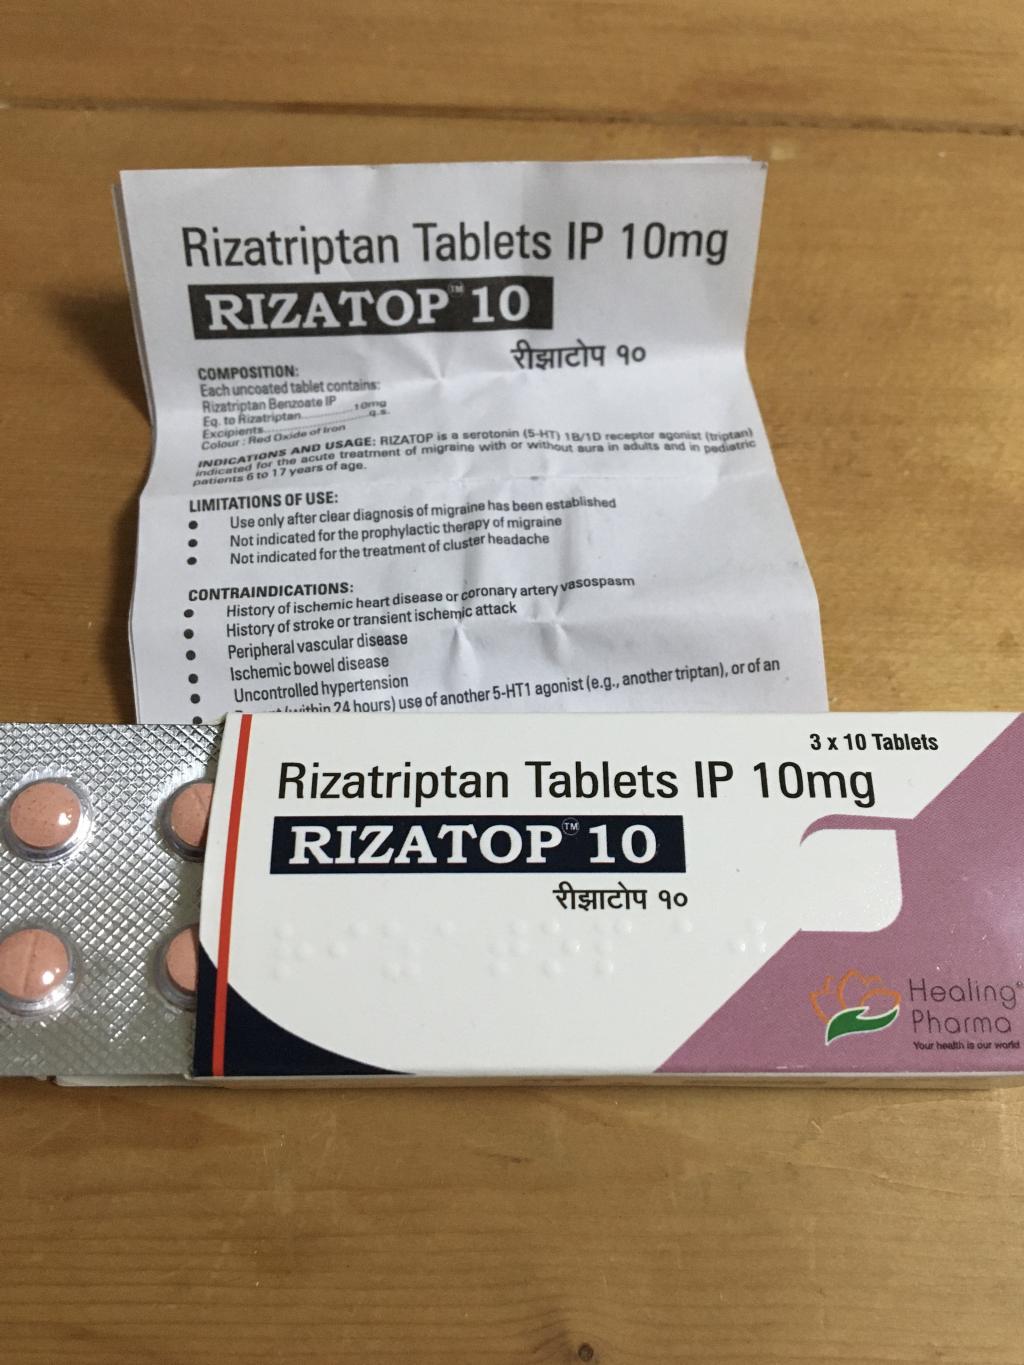 Rizatriptan Tablets IP 10mg
RIZATOP™ 10
रीझाटोप १०
COMPOSITION:
Each uncoated tablet contains:
Rizatriptan Benzoate IP
Eq. to Rizatriptan..............10mg
Excipients..........................q.s.
Colour : Red Oxide of Iron
INDICATIONS AND USAGE: RIZATOP is a serotonin (5-HT) 1B/1D receptor agonist (triptan)
indicated for the acute treatment of migraine with or without aura in adults and in pediatric
patients 6 to 17 years of age.
LIMITATIONS OF USE:
● Use only after clear diagnosis of migraine has been established
● Not indicated for the prophylactic therapy of migraine
● Not indicated for the treatment of cluster headache
CONTRAINDICATIONS:
● History of ischemic heart disease or coronary artery vasospasm
● History of stroke or transient ischemic attack
● Peripheral vascular disease
● Ischemic bowel disease
● Uncontrolled hypertension
● (within 24 hours) use of another 5-HT1 agonist (e.g., another triptan), or of an
3 x 10 Tablets
Rizatriptan Tablets IP 10mg
RIZATOP™ 10
रीझाटोप १०
Healing®
Pharma
Your health is our world